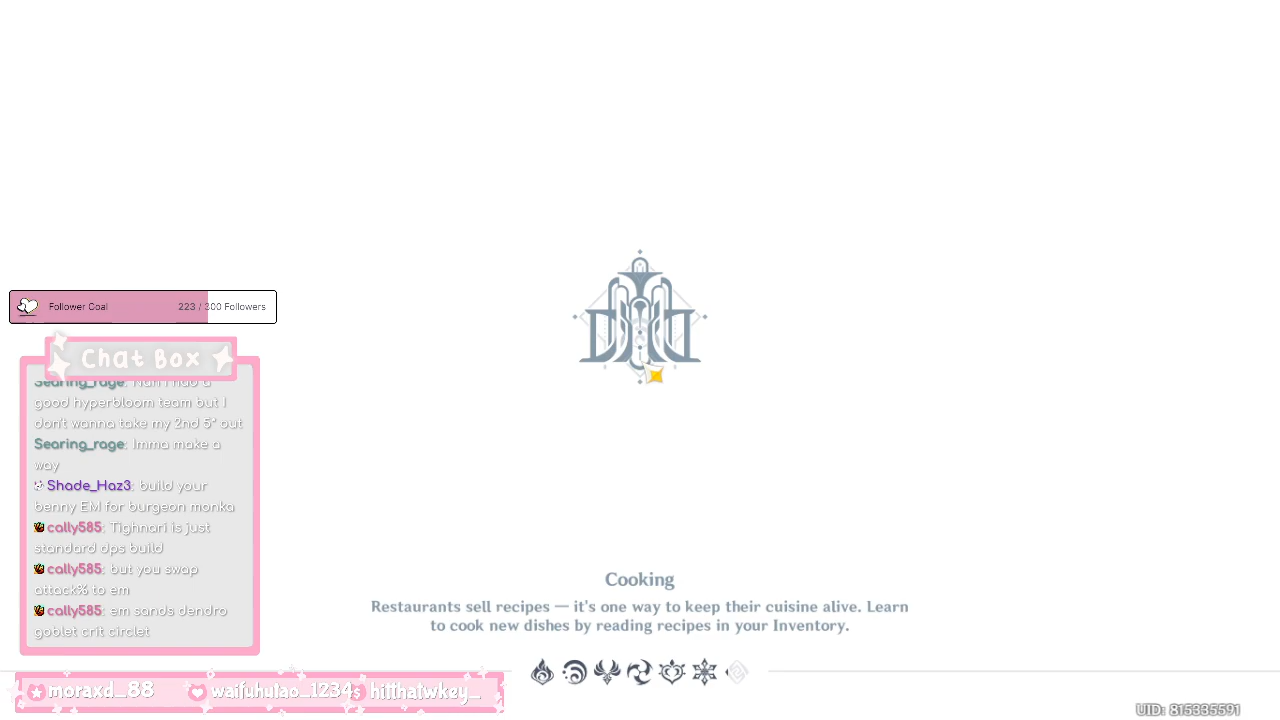 Follower Goal 223 / 300 Followers
Chat Box
Searing_rage: Nah I had a
good hyperbloom team but I
don't wanna take my 2nd 5* but
Searing_rage: Imma make a
way
Shade_Haz3: build your
benny EM for burgeon monka
cally585: Tighnari is just
standard dps build
cally585: but you swap
attack% to em
cally585: em sands dendro
goblet crit circlet
Cooking
Restaurants sell recipes — it's one way to keep their cuisine alive. Learn
to cook new dishes by reading recipes in your Inventory.
moraxd_88 waifuhutao_1234s hitthatwkey_
UID: 815335591